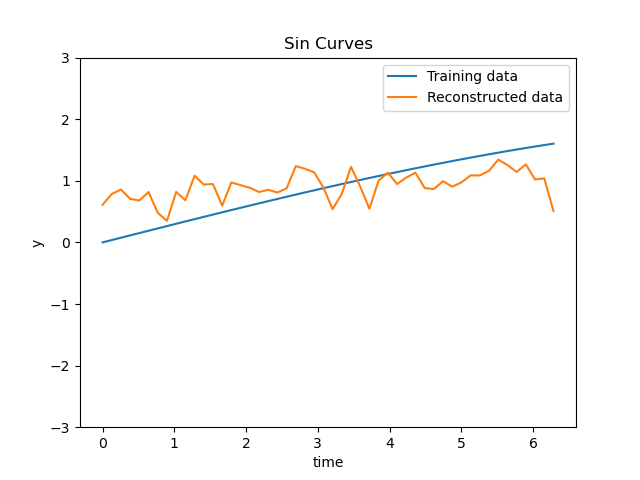 Sin Curves
Training data
Reconstructed data
3
2
1
0
−1
−2
−3
y
0 1 2 3 4 5 6
time